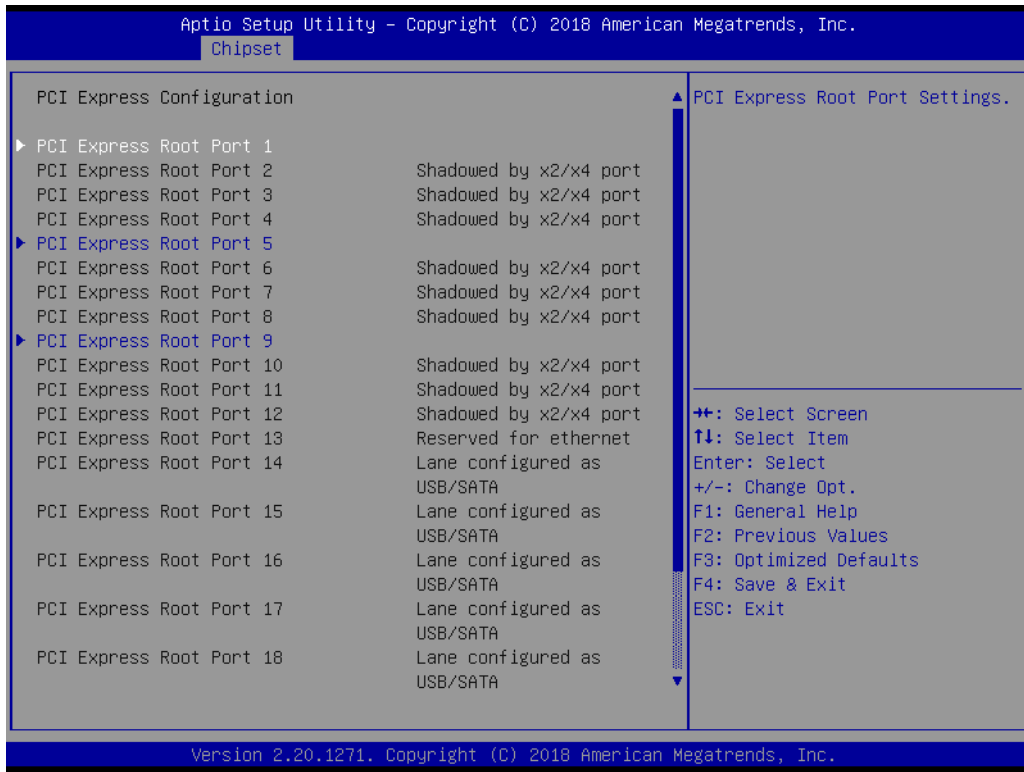 Aptio Setup Utility – Copyright (C) 2018 American Megatrends, Inc.
Chipset
PCI Express Configuration
PCI Express Root Port 1
PCI Express Root Port 2 Shadowed by x2/x4 port
PCI Express Root Port 3 Shadowed by x2/x4 port
PCI Express Root Port 4 Shadowed by x2/x4 port
PCI Express Root Port 5
PCI Express Root Port 6 Shadowed by x2/x4 port
PCI Express Root Port 7 Shadowed by x2/x4 port
PCI Express Root Port 8 Shadowed by x2/x4 port
PCI Express Root Port 9
PCI Express Root Port 10 Shadowed by x2/x4 port
PCI Express Root Port 11 Shadowed by x2/x4 port
PCI Express Root Port 12 Shadowed by x2/x4 port
PCI Express Root Port 13 Reserved for ethernet
PCI Express Root Port 14 Lane configured as
USB/SATA
PCI Express Root Port 15 Lane configured as
USB/SATA
PCI Express Root Port 16 Lane configured as
USB/SATA
PCI Express Root Port 17 Lane configured as
USB/SATA
PCI Express Root Port 18 Lane configured as
USB/SATA
PCI Express Root Port Settings.
→←: Select Screen
↑↓: Select Item
Enter: Select
+/-: Change Opt.
F1: General Help
F2: Previous Values
F3: Optimized Defaults
F4: Save & Exit
ESC: Exit
Version 2.20.1271. Copyright (C) 2018 American Megatrends, Inc.